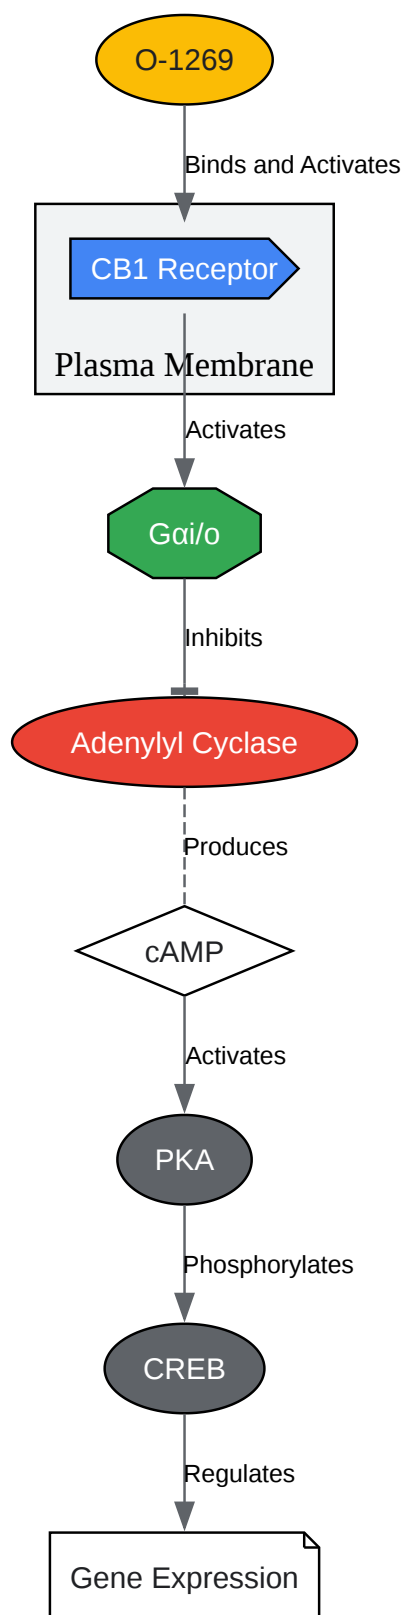 O-1269
Binds and Activates
CB1 Receptor
Plasma Membrane
Activates
Gαi/o
Inhibits
Adenylyl Cyclase
Produces
cAMP
Activates
PKA
Phosphorylates
CREB
Regulates
Gene Expression